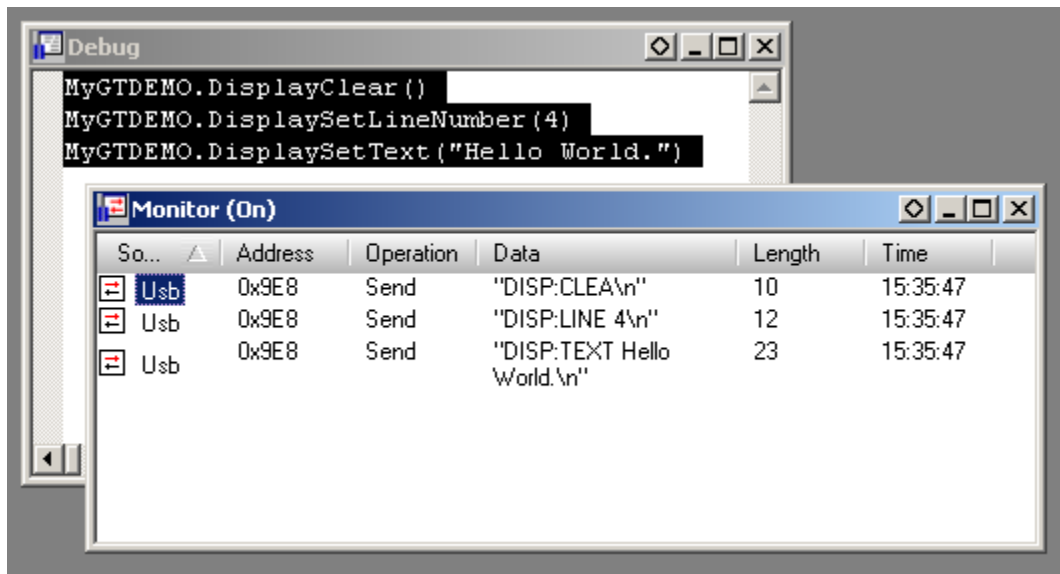 Debug
MyGTDEMO.DisplayClear()
MyGTDEMO.DisplaySetLineNumber(4)
MyGTDEMO.DisplaySetText("Hello World.")
Monitor (On)
So... Address Operation Data Length Time
Usb 0x9E8 Send "DISP:CLEA\n" 10 15:35:47
Usb 0x9E8 Send "DISP:LINE 4\n" 12 15:35:47
Usb 0x9E8 Send "DISP:TEXT Hello 23 15:35:47
World.\n"